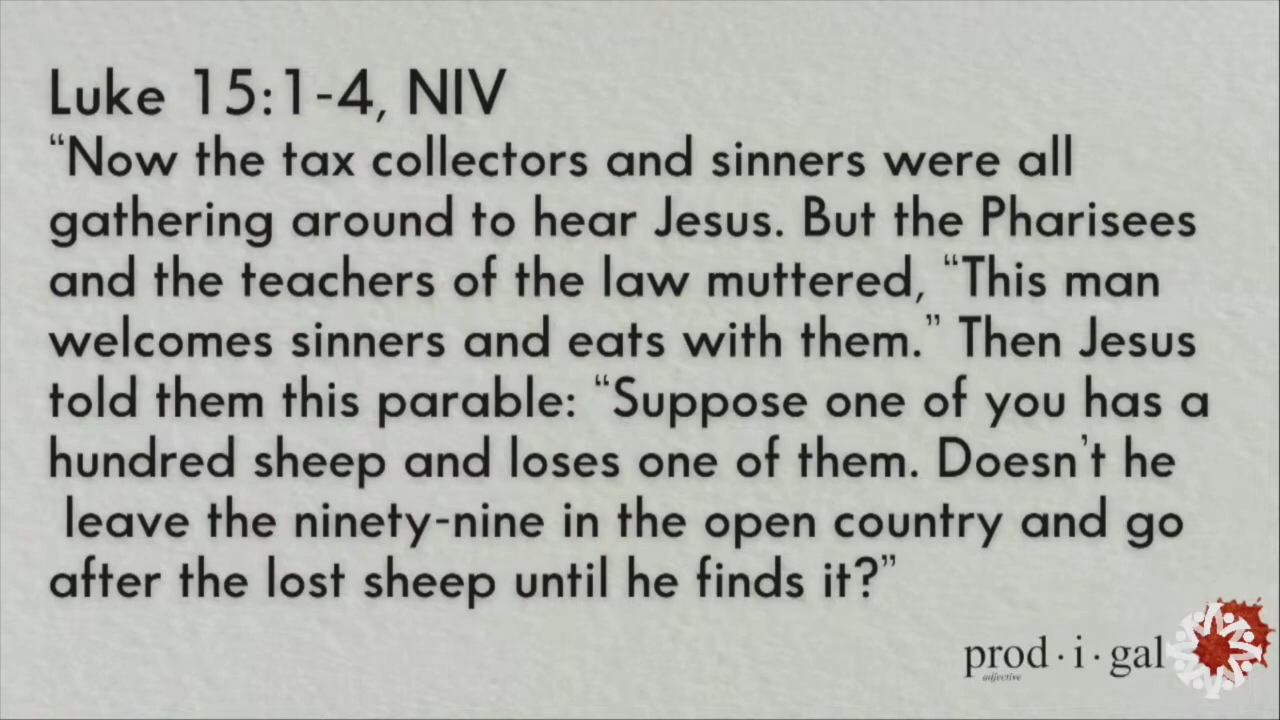 Luke 15:1-4, NIV
“Now the tax collectors and sinners were all
gathering around to hear Jesus. But the Pharisees
and the teachers of the law muttered, “This man
welcomes sinners and eats with them.” Then Jesus
told them this parable: “Suppose one of you has a
hundred sheep and loses one of them. Doesn’t he
leave the ninety-nine in the open country and go
after the lost sheep until he finds it?”
prod · i · gal
adjective